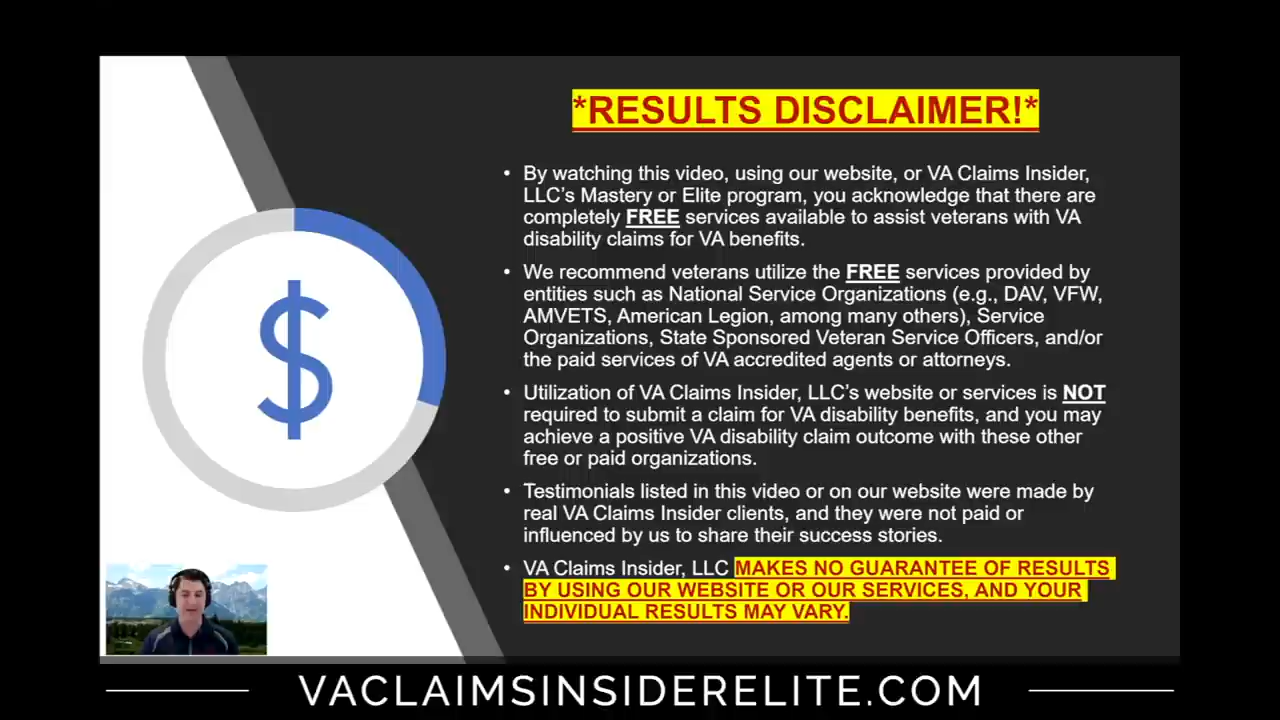 *RESULTS DISCLAIMER!*
• By watching this video, using our website, or VA Claims Insider,
LLC's Mastery or Elite program, you acknowledge that there are
completely FREE services available to assist veterans with VA
disability claims for VA benefits.
• We recommend veterans utilize the FREE services provided by
entities such as National Service Organizations (e.g., DAV, VFW,
AMVETS, American Legion, among many others), Service
Organizations, State Sponsored Veteran Service Officers, and/or
the paid services of VA accredited agents or attorneys.
• Utilization of VA Claims Insider, LLC's website or services is NOT
required to submit a claim for VA disability benefits, and you may
achieve a positive VA disability claim outcome with these other
free or paid organizations.
• Testimonials listed in this video or on our website were made by
real VA Claims Insider clients, and they were not paid or
influenced by us to share their success stories.
• VA Claims Insider, LLC MAKES NO GUARANTEE OF RESULTS
BY USING OUR WEBSITE OR OUR SERVICES, AND YOUR
INDIVIDUAL RESULTS MAY VARY.
$
VACLAIMSINSIDERELITE.COM